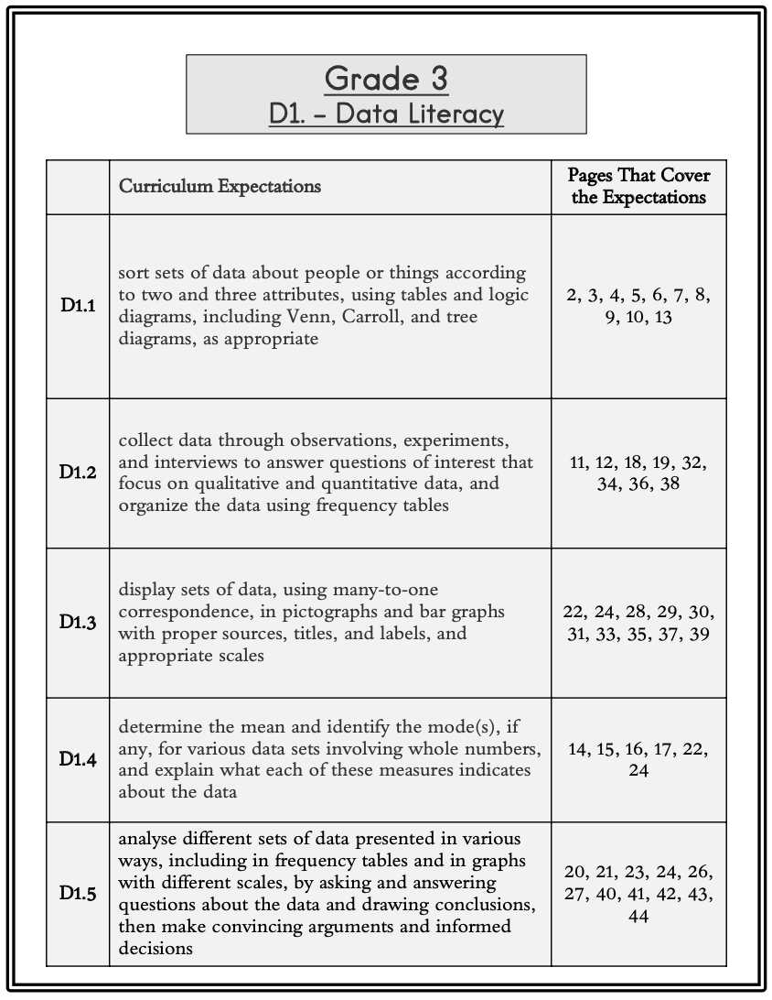 Grade 3
D1. – Data Literacy
Curriculum Expectations
Pages That Cover
the Expectations
D1.1
sort sets of data about people or things according
to two and three attributes, using tables and logic
diagrams, including Venn, Carroll, and tree
diagrams, as appropriate
2, 3, 4, 5, 6, 7, 8,
9, 10, 13
D1.2
collect data through observations, experiments,
and interviews to answer questions of interest that
focus on qualitative and quantitative data, and
organize the data using frequency tables
11, 12, 18, 19, 32,
34, 36, 38
D1.3
display sets of data, using many-to-one
correspondence, in pictographs and bar graphs
with proper sources, titles, and labels, and
appropriate scales
22, 24, 28, 29, 30,
31, 33, 35, 37, 39
D1.4
determine the mean and identify the mode(s), if
any, for various data sets involving whole numbers,
and explain what each of these measures indicates
about the data
14, 15, 16, 17, 22,
24
D1.5
analyse different sets of data presented in various
ways, including in frequency tables and in graphs
with different scales, by asking and answering
questions about the data and drawing conclusions,
then make convincing arguments and informed
decisions
20, 21, 23, 24, 26,
27, 40, 41, 42, 43,
44